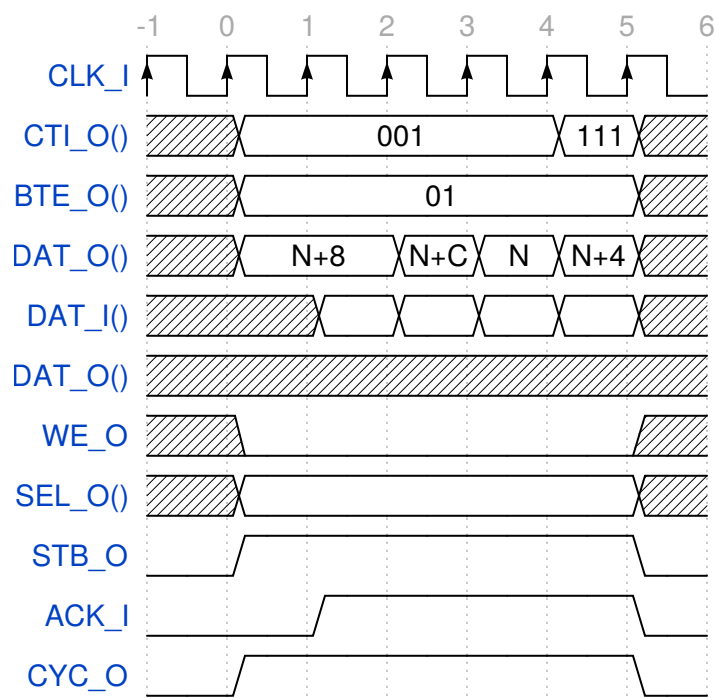 -1 0 1 2 3 4 5 6
CLK_I
CTI_O() 001 111
BTE_O() 01
DAT_O() N+8 N+C N N+4
DAT_I()
DAT_O()
WE_O
SEL_O()
STB_O
ACK_I
CYC_O